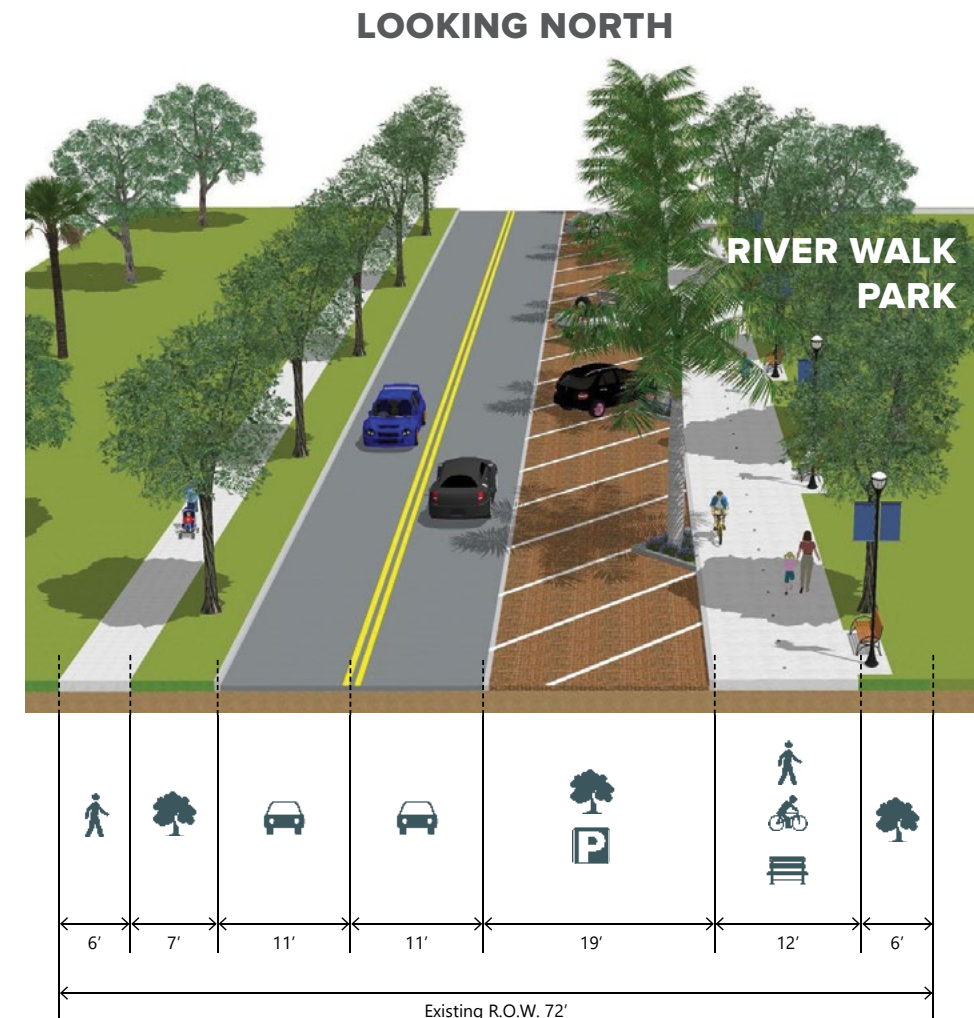 LOOKING NORTH
RIVER WALK
PARK
P
6’ 7’ 11’ 11’ 19’ 12’ 6’
Existing R.O.W. 72’